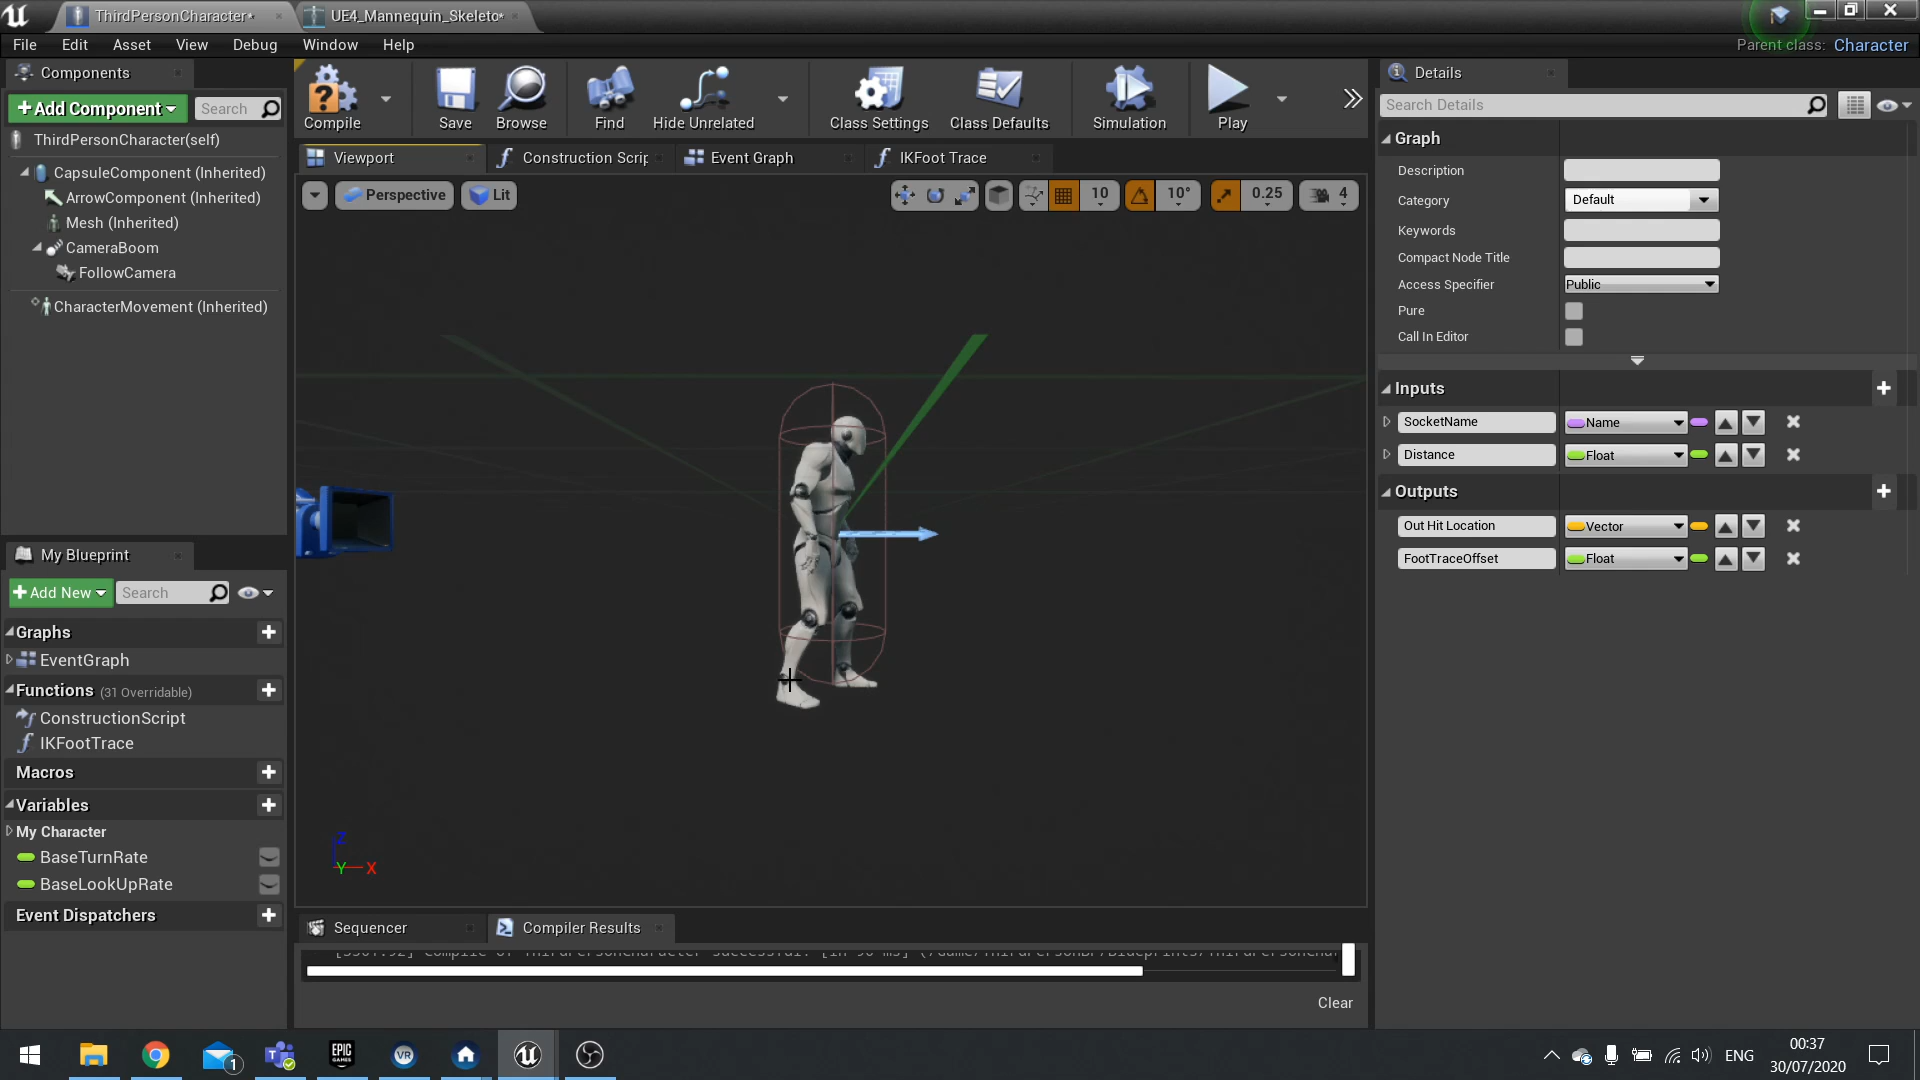 ThirdPersonCharacter*
UE4_Mannequin_Skeleto*
File Edit Asset View Debug Window Help
Parent class: Character
Components
Add Component
Search
ThirdPersonCharacter(self)
CapsuleComponent (Inherited)
ArrowComponent (Inherited)
Mesh (Inherited)
CameraBoom
FollowCamera
CharacterMovement (Inherited)
My Blueprint
Add New
Search
Graphs
EventGraph
Functions (31 Overridable)
ConstructionScript
IKFootTrace
Macros
Variables
My Character
BaseTurnRate
BaseLookUpRate
Event Dispatchers
Compile
Save
Browse
Find
Hide Unrelated
Class Settings
Class Defaults
Simulation
Play
Viewport
Construction Scrip
Event Graph
IKFoot Trace
Perspective
Lit
10
10°
0.25
4
Z
Y
X
Sequencer
Compiler Results
Clear
Details
Search Details
Graph
Description
Category
Default
Keywords
Compact Node Title
Access Specifier
Public
Pure
Call In Editor
Inputs
SocketName
Name
Distance
Float
Outputs
Out Hit Location
Vector
FootTraceOffset
Float
1
EPIC
GAMES
VR
ENG
00:37
30/07/2020